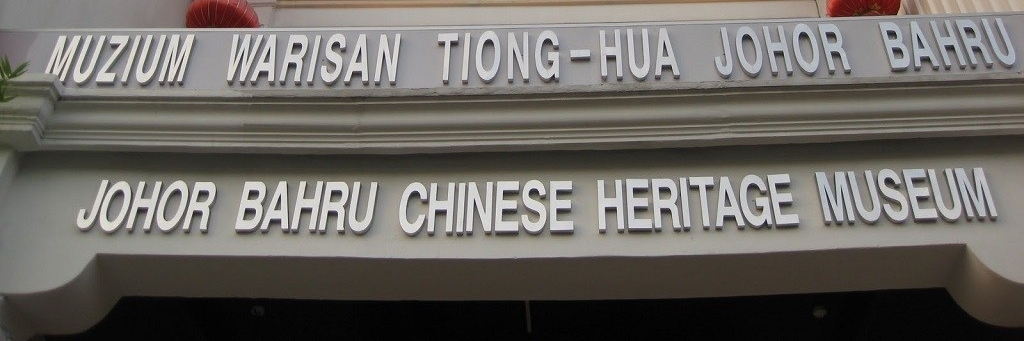 MUZIUM WARISAN TIONG-HUA JOHOR BAHRU
JOHOR BAHRU CHINESE HERITAGE MUSEUM